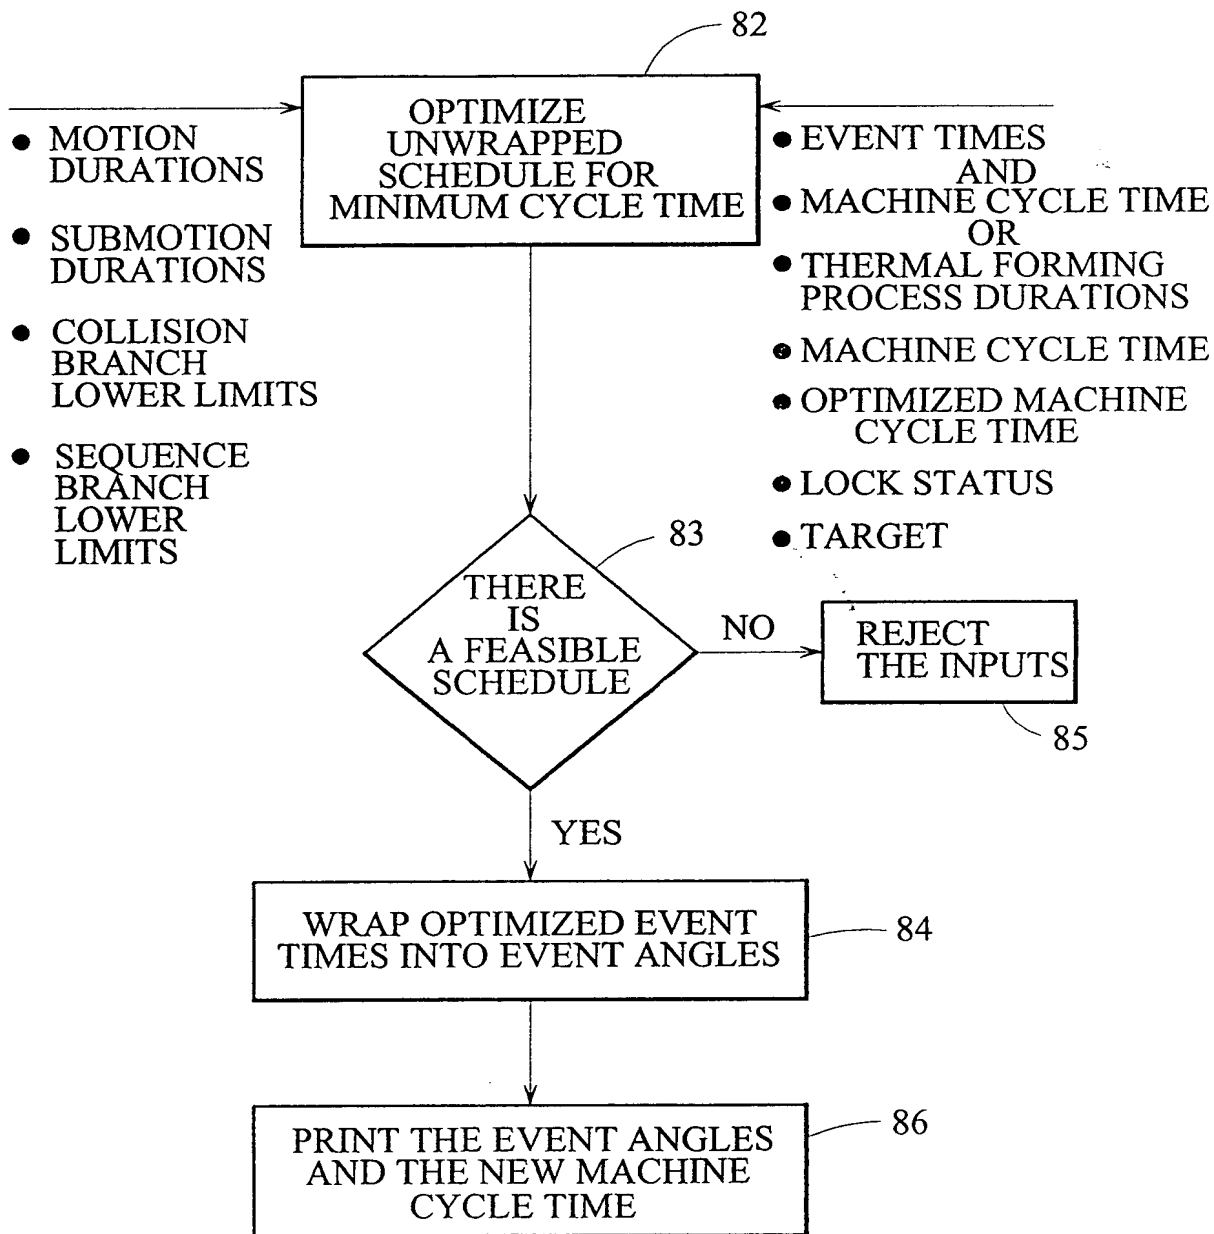 82
OPTIMIZE
UNWRAPPED
SCHEDULE FOR
MINIMUM CYCLE TIME
● MOTION
DURATIONS
● SUBMOTION
DURATIONS
● COLLISION
BRANCH
LOWER LIMITS
● SEQUENCE
BRANCH
LOWER
LIMITS
● EVENT TIMES
AND
● MACHINE CYCLE TIME
OR
● THERMAL FORMING
PROCESS DURATIONS
● MACHINE CYCLE TIME
● OPTIMIZED MACHINE
CYCLE TIME
● LOCK STATUS
● TARGET
83
THERE
IS
A FEASIBLE
SCHEDULE
NO
REJECT
THE INPUTS
85
YES
WRAP OPTIMIZED EVENT
TIMES INTO EVENT ANGLES
84
PRINT THE EVENT ANGLES
AND THE NEW MACHINE
CYCLE TIME
86